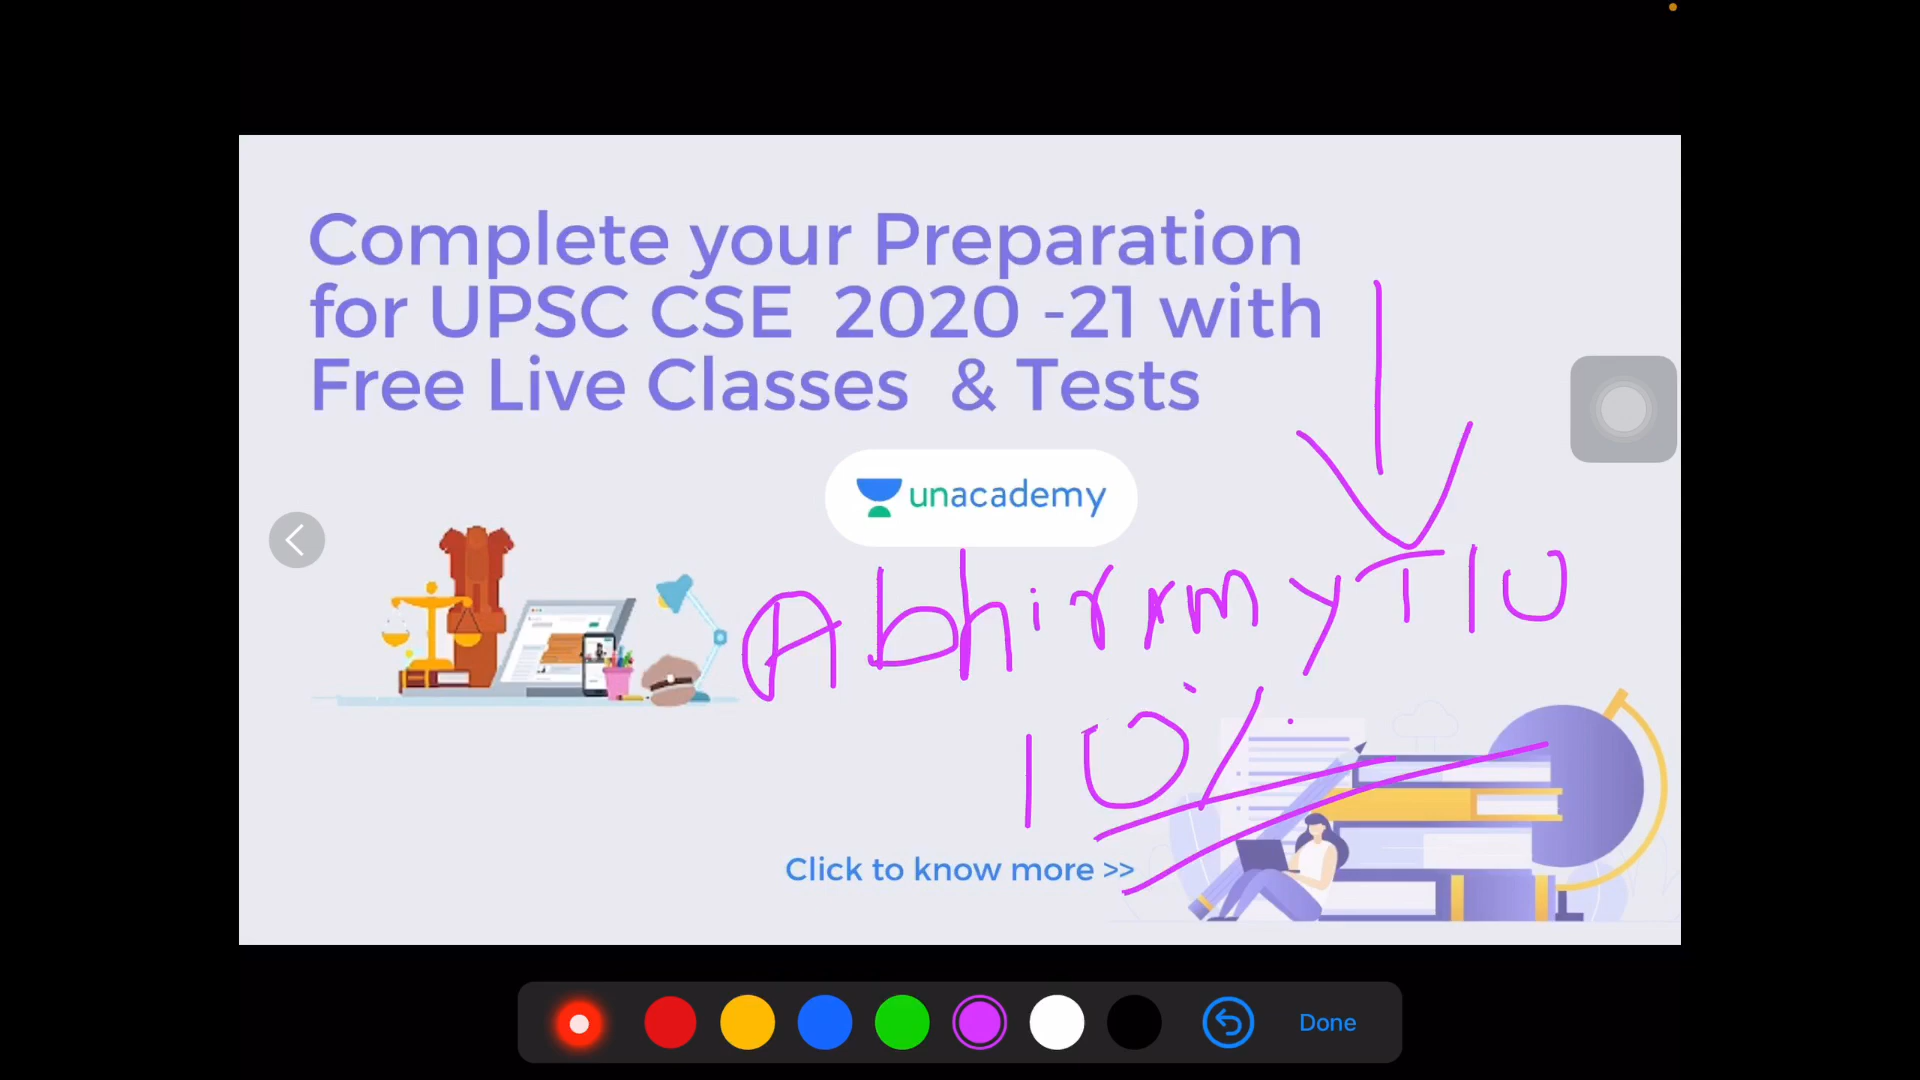 Complete your Preparation
for UPSC CSE 2020 -21 with
Free Live Classes & Tests
unacademy
AbhirrmyT10
10%
Click to know more >>
Done